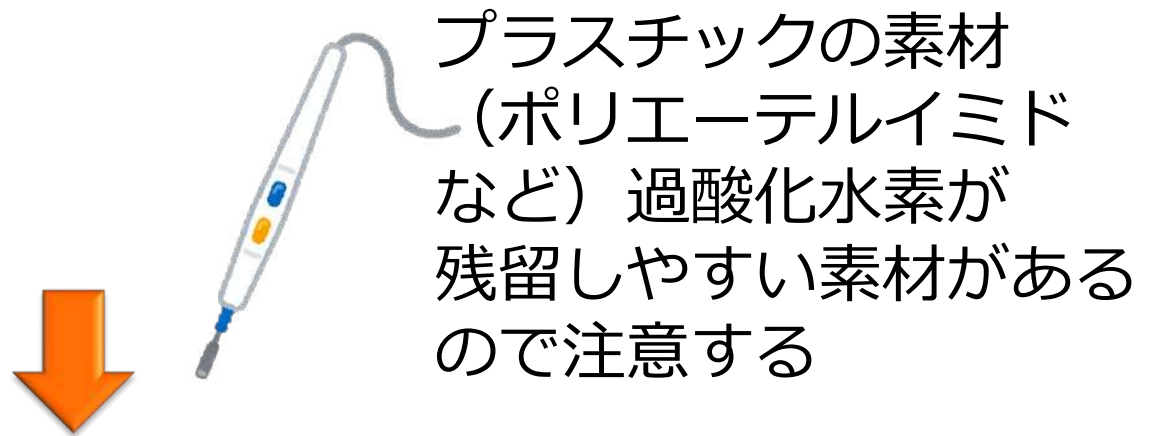 プラスチックの素材
（ポリエーテルイミド
など）過酸化水素が
残留しやすい素材がある
ので注意する